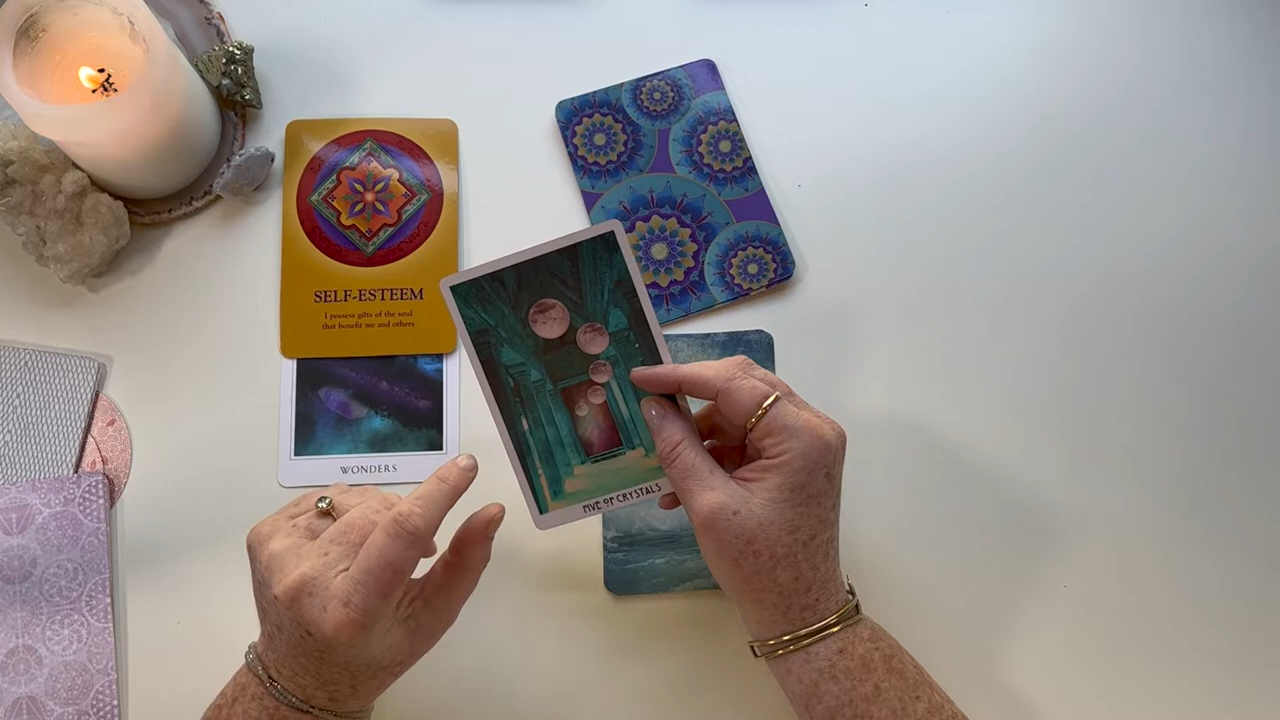 SELF-ESTEEM
I possess gifts of the soul
that benefit me and others
WONDERS
FIVE OF CRYSTALS